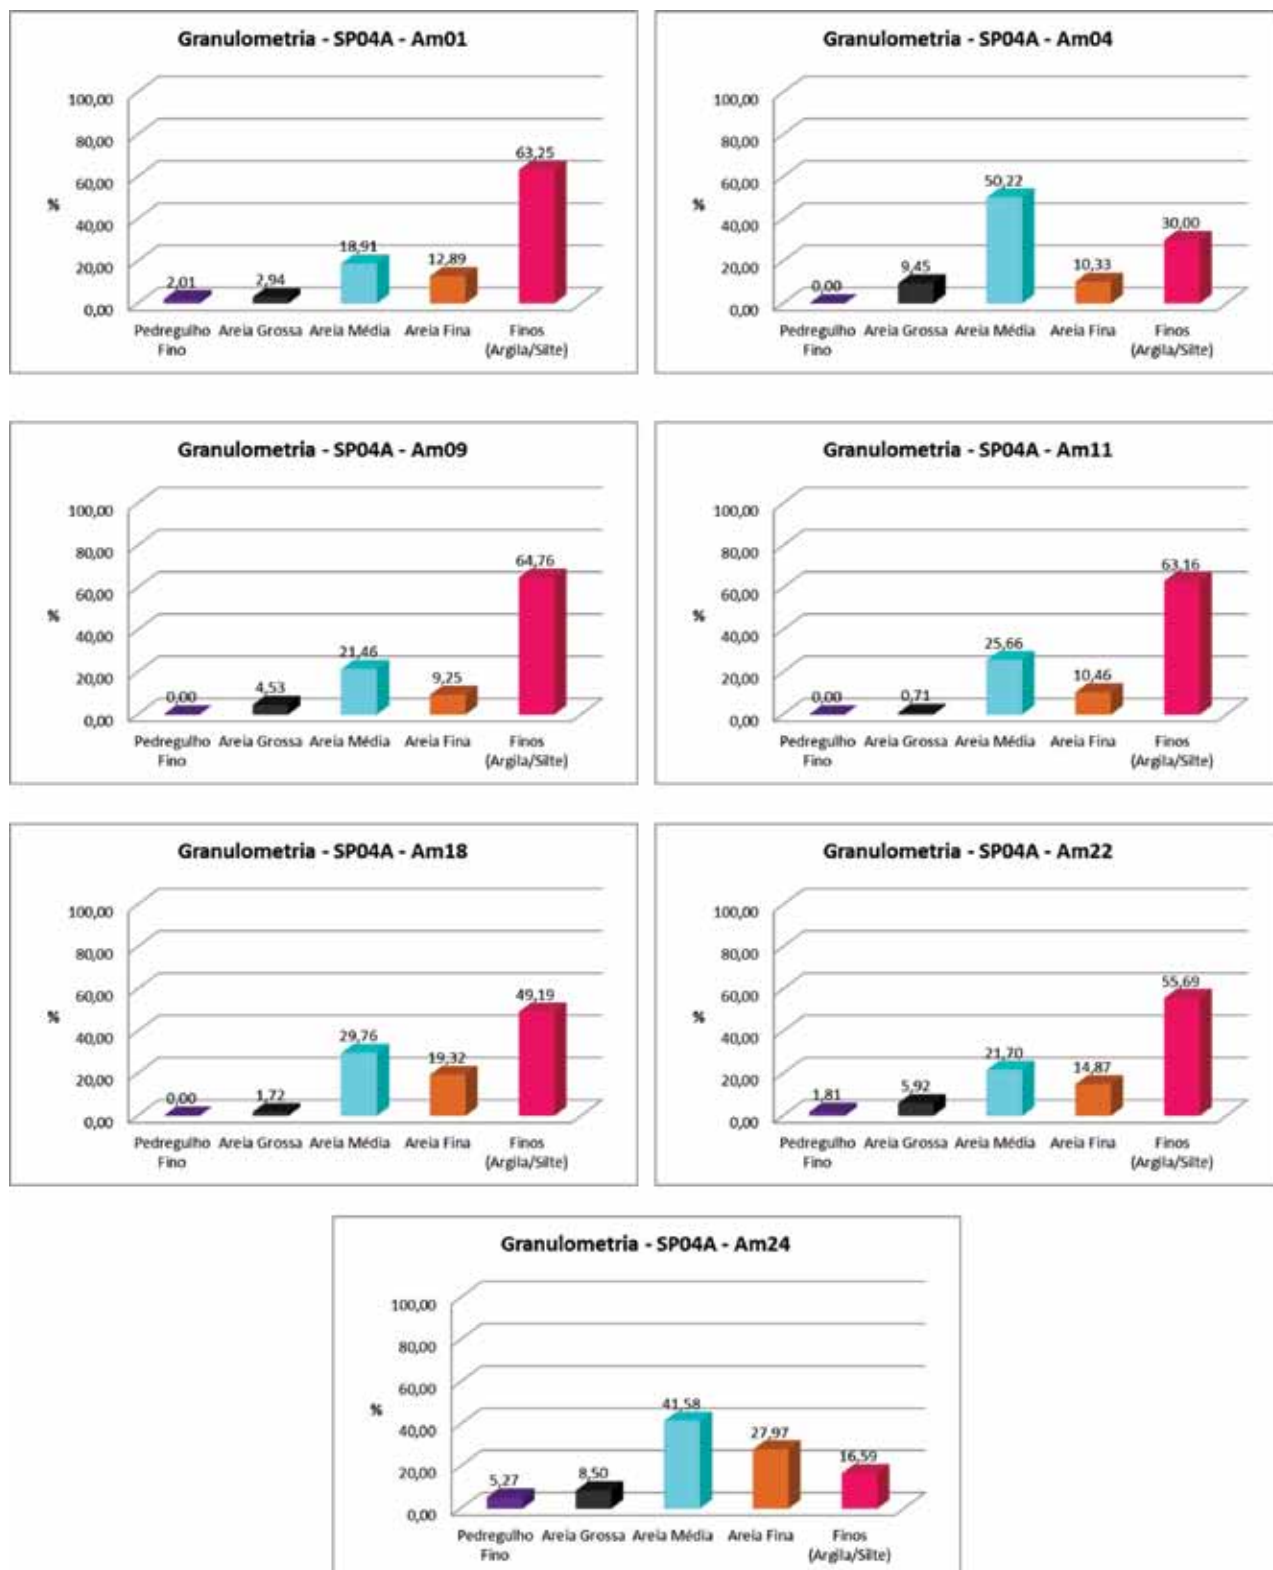 Granulometria - SP04A - Am01
100,00
80,00
60,00
40,00
20,00
0,00
%
2,01
2,94
18,91
12,89
63,25
Pedregulho Fino
Areia Grossa
Areia Média
Areia Fina
Finos (Argila/Silte)
Granulometria - SP04A - Am04
100,00
80,00
60,00
40,00
20,00
0,00
%
0,00
9,45
50,22
10,33
30,00
Pedregulho Fino
Areia Grossa
Areia Média
Areia Fina
Finos (Argila/Silte)
Granulometria - SP04A - Am09
100,00
80,00
60,00
40,00
20,00
0,00
%
0,00
4,53
21,46
9,25
64,76
Pedregulho Fino
Areia Grossa
Areia Média
Areia Fina
Finos (Argila/Silte)
Granulometria - SP04A - Am11
100,00
80,00
60,00
40,00
20,00
0,00
%
0,00
0,71
25,66
10,46
63,16
Pedregulho Fino
Areia Grossa
Areia Média
Areia Fina
Finos (Argila/Silte)
Granulometria - SP04A - Am18
100,00
80,00
60,00
40,00
20,00
0,00
%
0,00
1,72
29,76
19,32
49,19
Pedregulho Fino
Areia Grossa
Areia Média
Areia Fina
Finos (Argila/Silte)
Granulometria - SP04A - Am22
100,00
80,00
60,00
40,00
20,00
0,00
%
1,81
5,92
21,70
14,87
55,69
Pedregulho Fino
Areia Grossa
Areia Média
Areia Fina
Finos (Argila/Silte)
Granulometria - SP04A - Am24
100,00
80,00
60,00
40,00
20,00
0,00
%
5,27
8,50
41,58
27,97
16,59
Pedregulho Fino
Areia Grossa
Areia Média
Areia Fina
Finos (Argila/Silte)